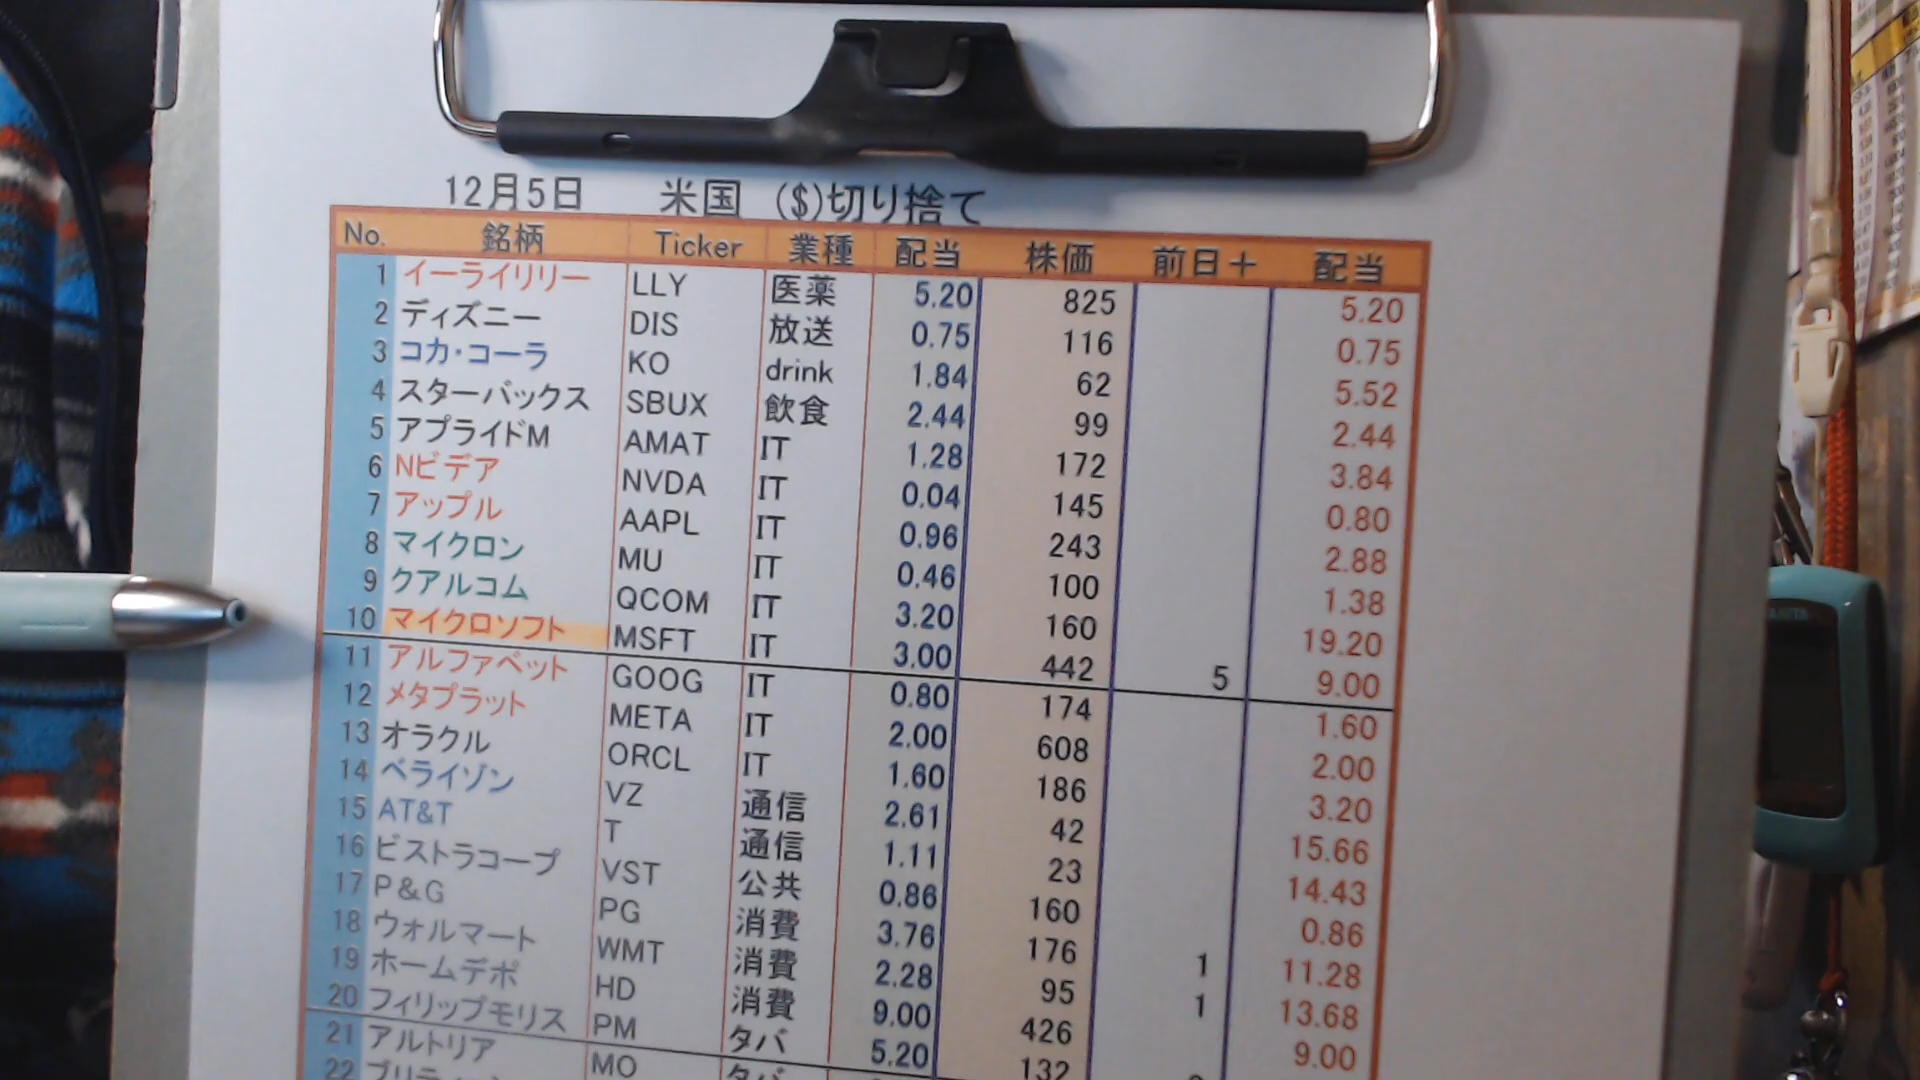 12月5日 米国 ($)切り捨て
No. 銘柄 Ticker 業種 配当 株価 前日＋ 配当
1 イーライリリー LLY 医薬 5.20 825 5.20
2 ディズニー DIS 放送 0.75 116 0.75
3 コカ・コーラ KO drink 1.84 62 5.52
4 スターバックス SBUX 飲食 2.44 99 2.44
5 アプライドM AMAT IT 1.28 172 3.84
6 Nビデア NVDA IT 0.04 145 0.80
7 アップル AAPL IT 0.96 243 2.88
8 マイクロン MU IT 0.46 100 1.38
9 クアルコム QCOM IT 3.20 160 19.20
10 マイクロソフト MSFT IT 3.00 442 5 9.00
11 アルファベット GOOG IT 0.80 174 1.60
12 メタプラット META IT 2.00 608 2.00
13 オラクル ORCL IT 1.60 186 3.20
14 ベライゾン VZ 通信 2.61 42 15.66
15 AT&T T 通信 1.11 23 14.43
16 ビストラコープ VST 公共 0.86 160 0.86
17 P&G PG 消費 3.76 176 1 11.28
18 ウォルマート WMT 消費 2.28 95 1 13.68
19 ホームデポ HD 消費 9.00 426 9.00
20 フィリップモリス PM タバ 5.20 132
21 アルトリア MO タバ
22